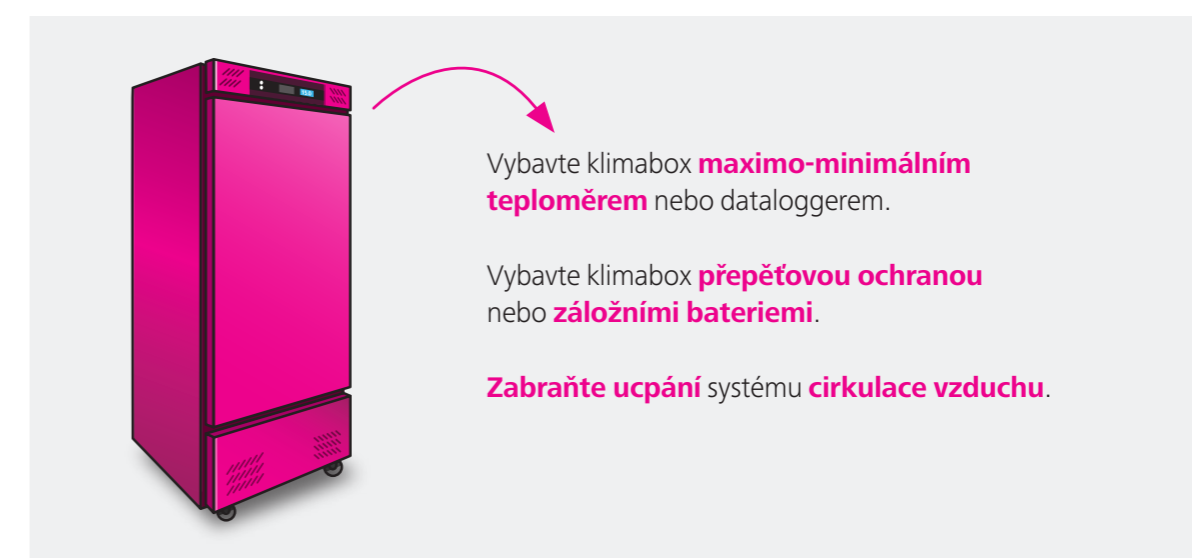 Vybavte klimabox maximo-minimálním
teploměrem nebo dataloggerem.
Vybavte klimabox přepěťovou ochranou
nebo záložními bateriemi.
Zabraňte ucpání systému cirkulace vzduchu.